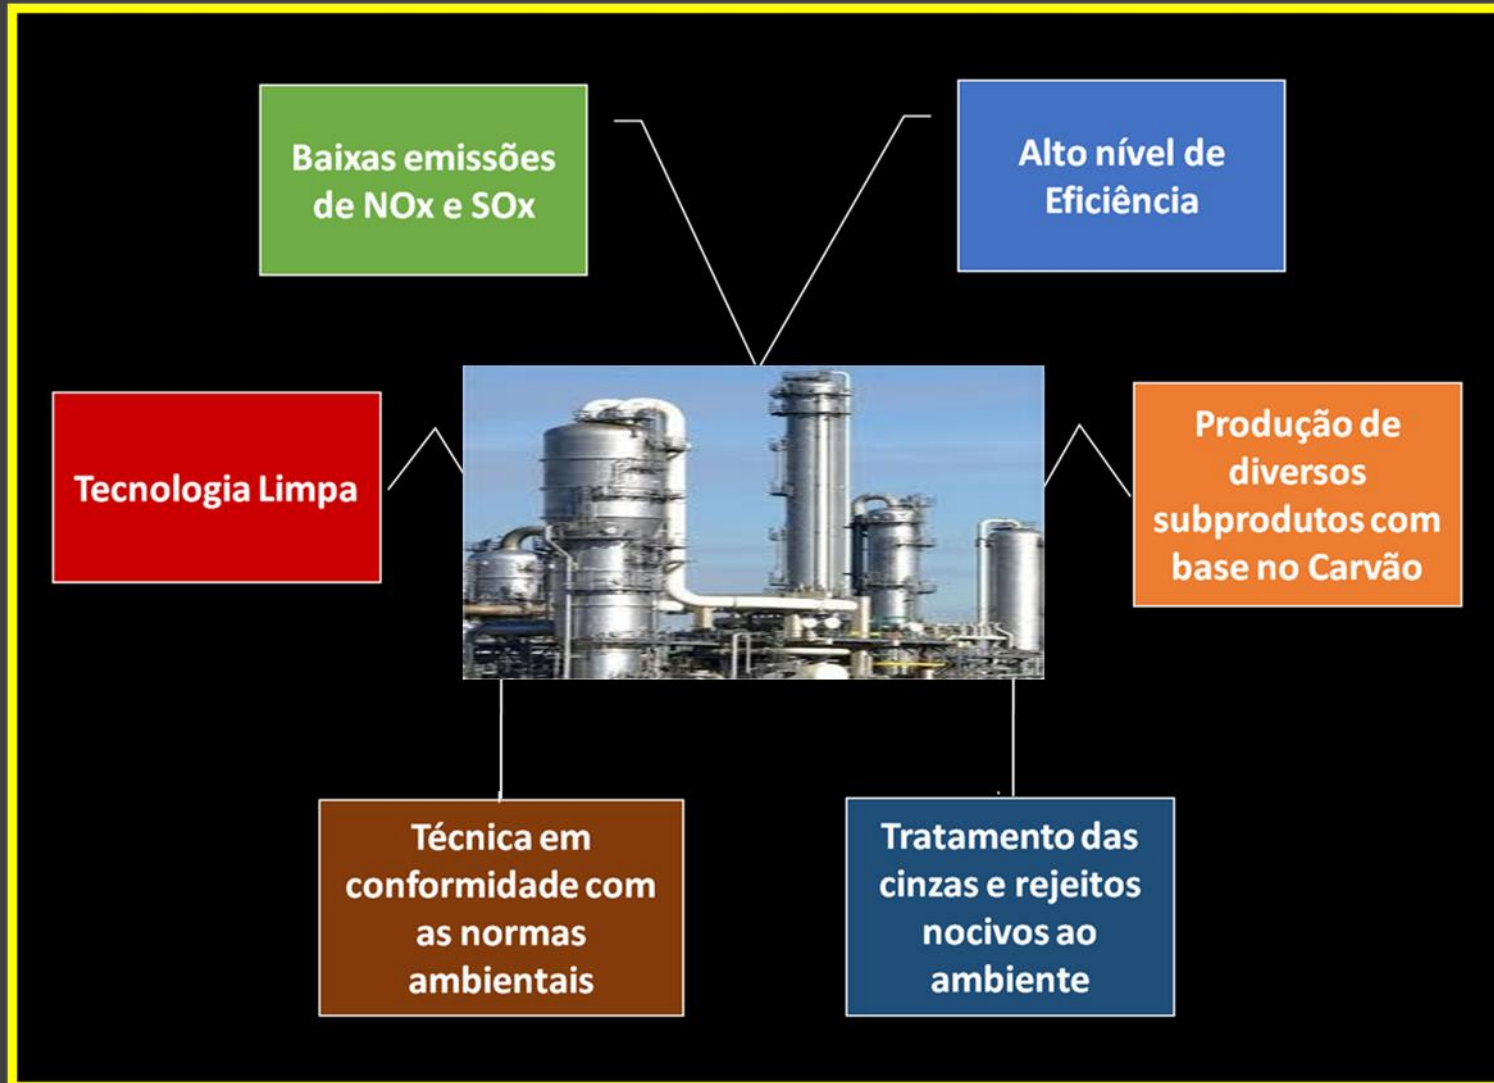 Baixas emissões
de NOx e SOx
Alto nível de
Eficiência
Tecnologia Limpa
Produção de
diversos
subprodutos com
base no Carvão
Técnica em
conformidade com
as normas
ambientais
Tratamento das
cinzas e rejeitos
nocivos ao
ambiente